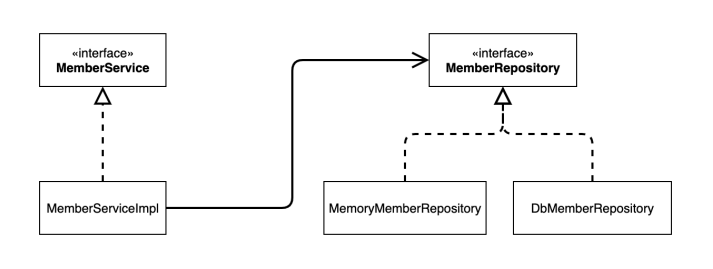 «interface»
MemberService
«interface»
MemberRepository
MemberServiceImpl
MemoryMemberRepository
DbMemberRepository